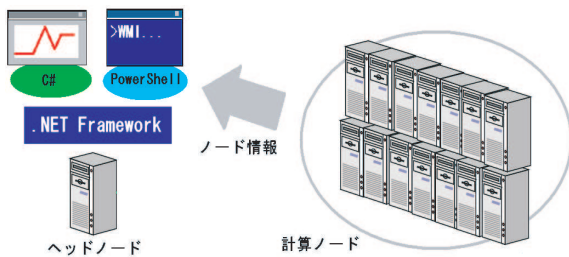 >WMI...
C#
PowerShell
.NET Framework
ノード情報
ヘッドノード
計算ノード